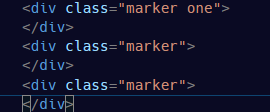 <div class="marker one">
</div>
<div class="marker">
</div>
<div class="marker">
</div>